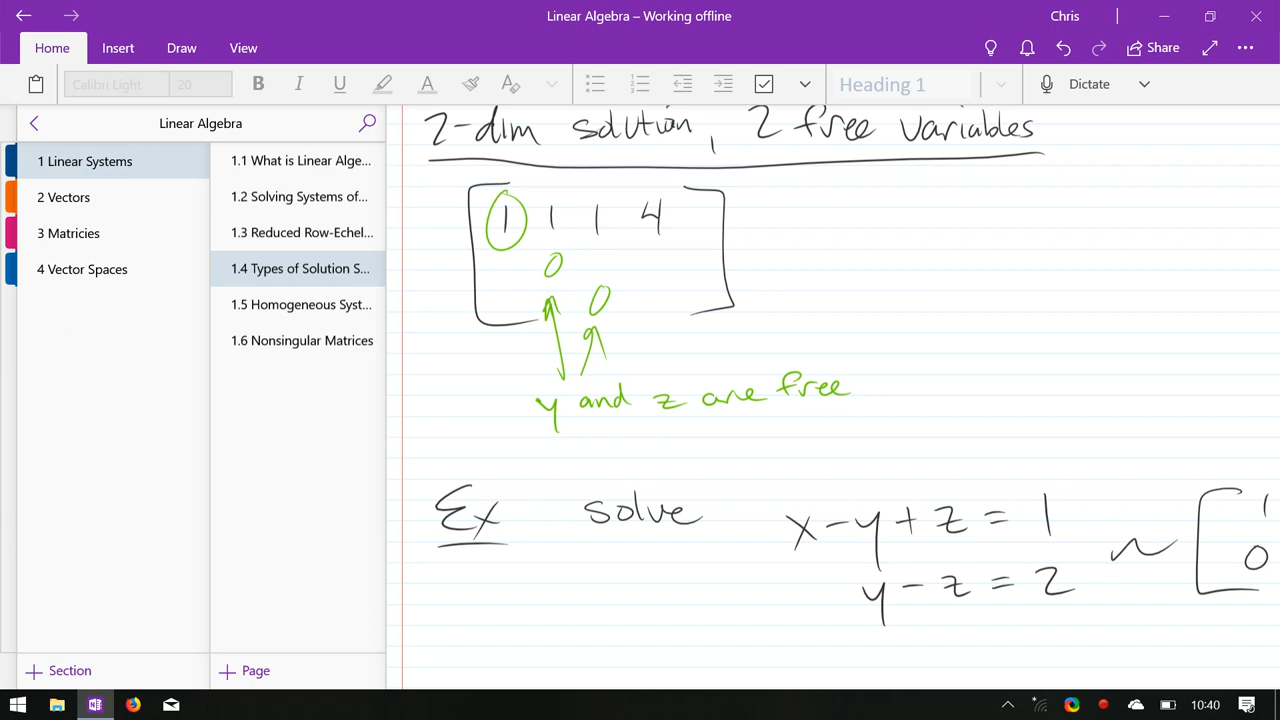 Linear Algebra – Working offline
Chris
Home Insert Draw View
Share
Calibri Light 20 B I U A A Heading 1 Dictate
Linear Algebra
1 Linear Systems
2 Vectors
3 Matricies
4 Vector Spaces
1.1 What is Linear Alge...
1.2 Solving Systems of...
1.3 Reduced Row-Echel...
1.4 Types of Solution S...
1.5 Homogeneous Syst...
1.6 Nonsingular Matrices
2-dim solution, 2 free variables
1 1 1 4
0
0
y and z are free
Ex solve x - y + z = 1 ~ [ 1
y - z = 2 0
+ Section
+ Page
10:40